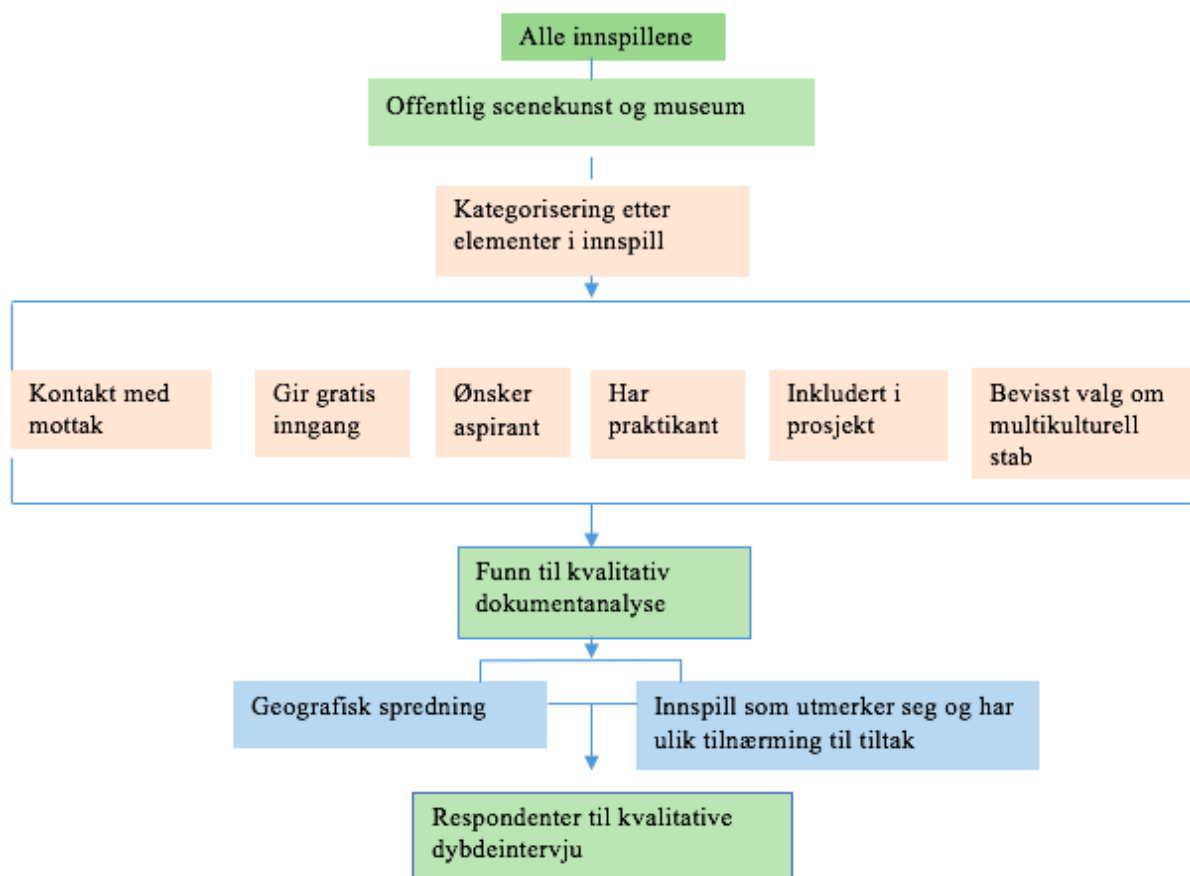 Alle innspillene
Offentlig scenekunst og museum
Kategorisering etter
elementer i innspill
Kontakt med
mottak
Gir gratis
inngang
Ønsker
aspirant
Har
praktikant
Inkludert i
prosjekt
Bevisst valg om
multikulturell
stab
Funn til kvalitativ
dokumentanalyse
Geografisk spredning
Innspill som utmerker seg og har
ulik tilnærming til tiltak
Respondenter til kvalitative
dybdeintervju